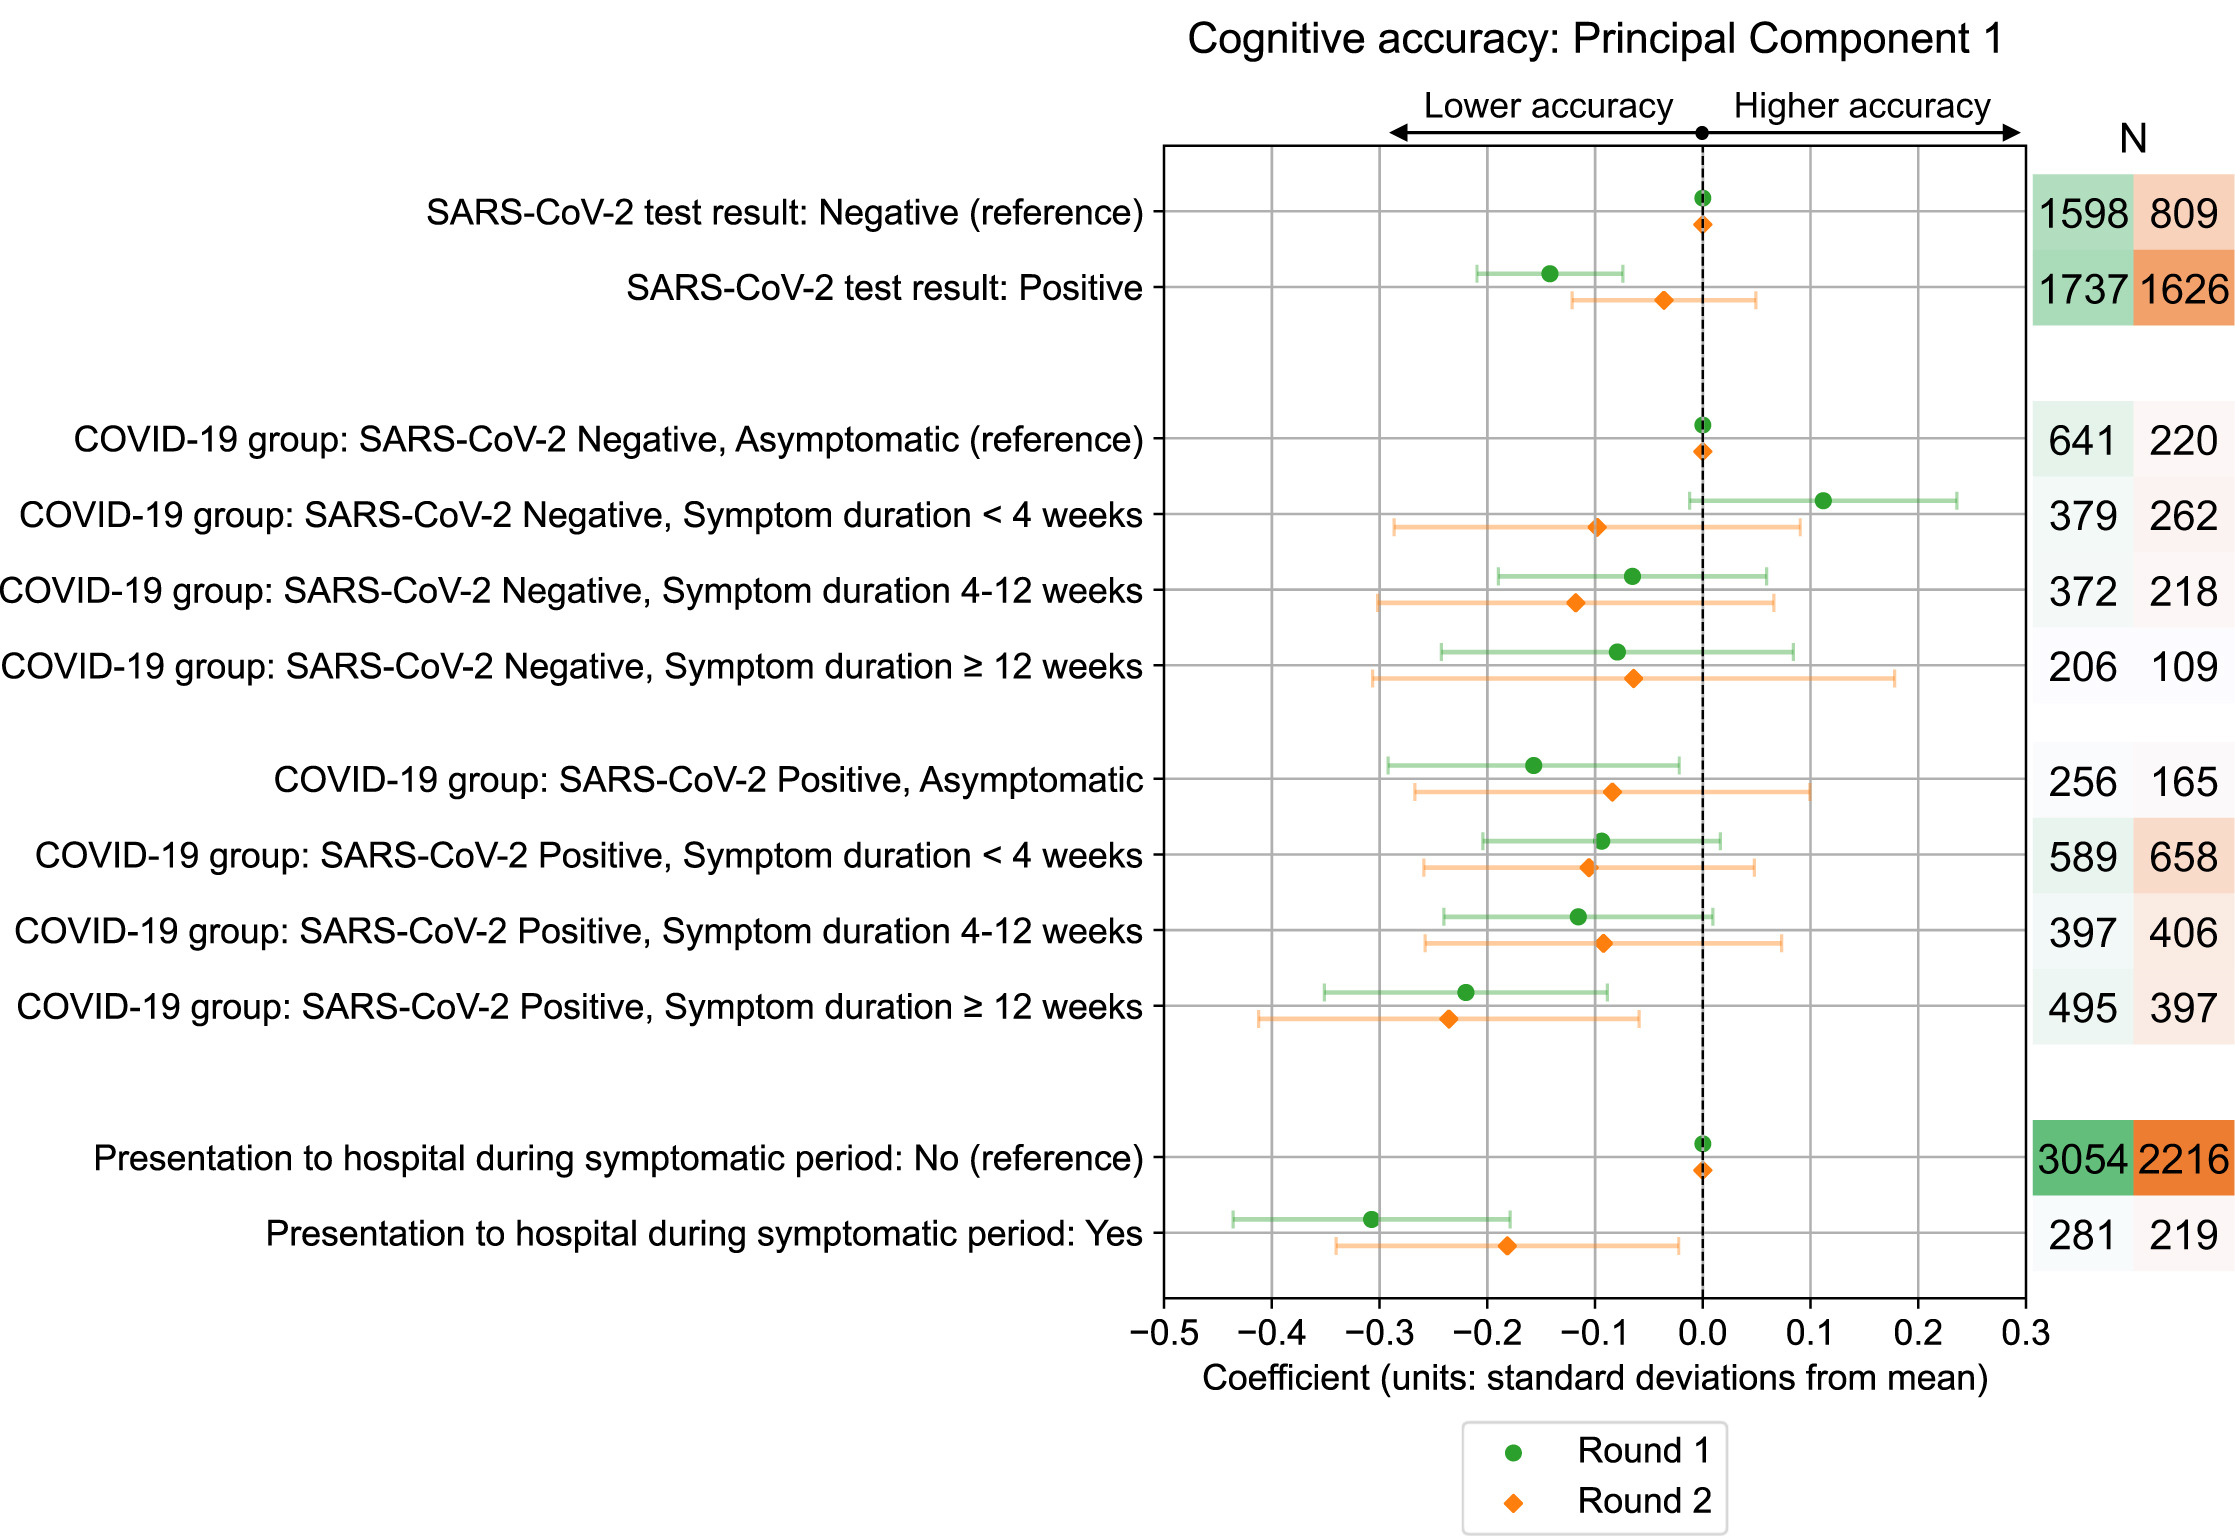 Cognitive accuracy: Principal Component 1
Lower accuracy Higher accuracy
N
SARS-CoV-2 test result: Negative (reference) 1598 809
SARS-CoV-2 test result: Positive 1737 1626
COVID-19 group: SARS-CoV-2 Negative, Asymptomatic (reference) 641 220
COVID-19 group: SARS-CoV-2 Negative, Symptom duration < 4 weeks 379 262
COVID-19 group: SARS-CoV-2 Negative, Symptom duration 4-12 weeks 372 218
COVID-19 group: SARS-CoV-2 Negative, Symptom duration ≥ 12 weeks 206 109
COVID-19 group: SARS-CoV-2 Positive, Asymptomatic 256 165
COVID-19 group: SARS-CoV-2 Positive, Symptom duration < 4 weeks 589 658
COVID-19 group: SARS-CoV-2 Positive, Symptom duration 4-12 weeks 397 406
COVID-19 group: SARS-CoV-2 Positive, Symptom duration ≥ 12 weeks 495 397
Presentation to hospital during symptomatic period: No (reference) 3054 2216
Presentation to hospital during symptomatic period: Yes 281 219
−0.5 −0.4 −0.3 −0.2 −0.1 0.0 0.1 0.2 0.3
Coefficient (units: standard deviations from mean)
Round 1
Round 2